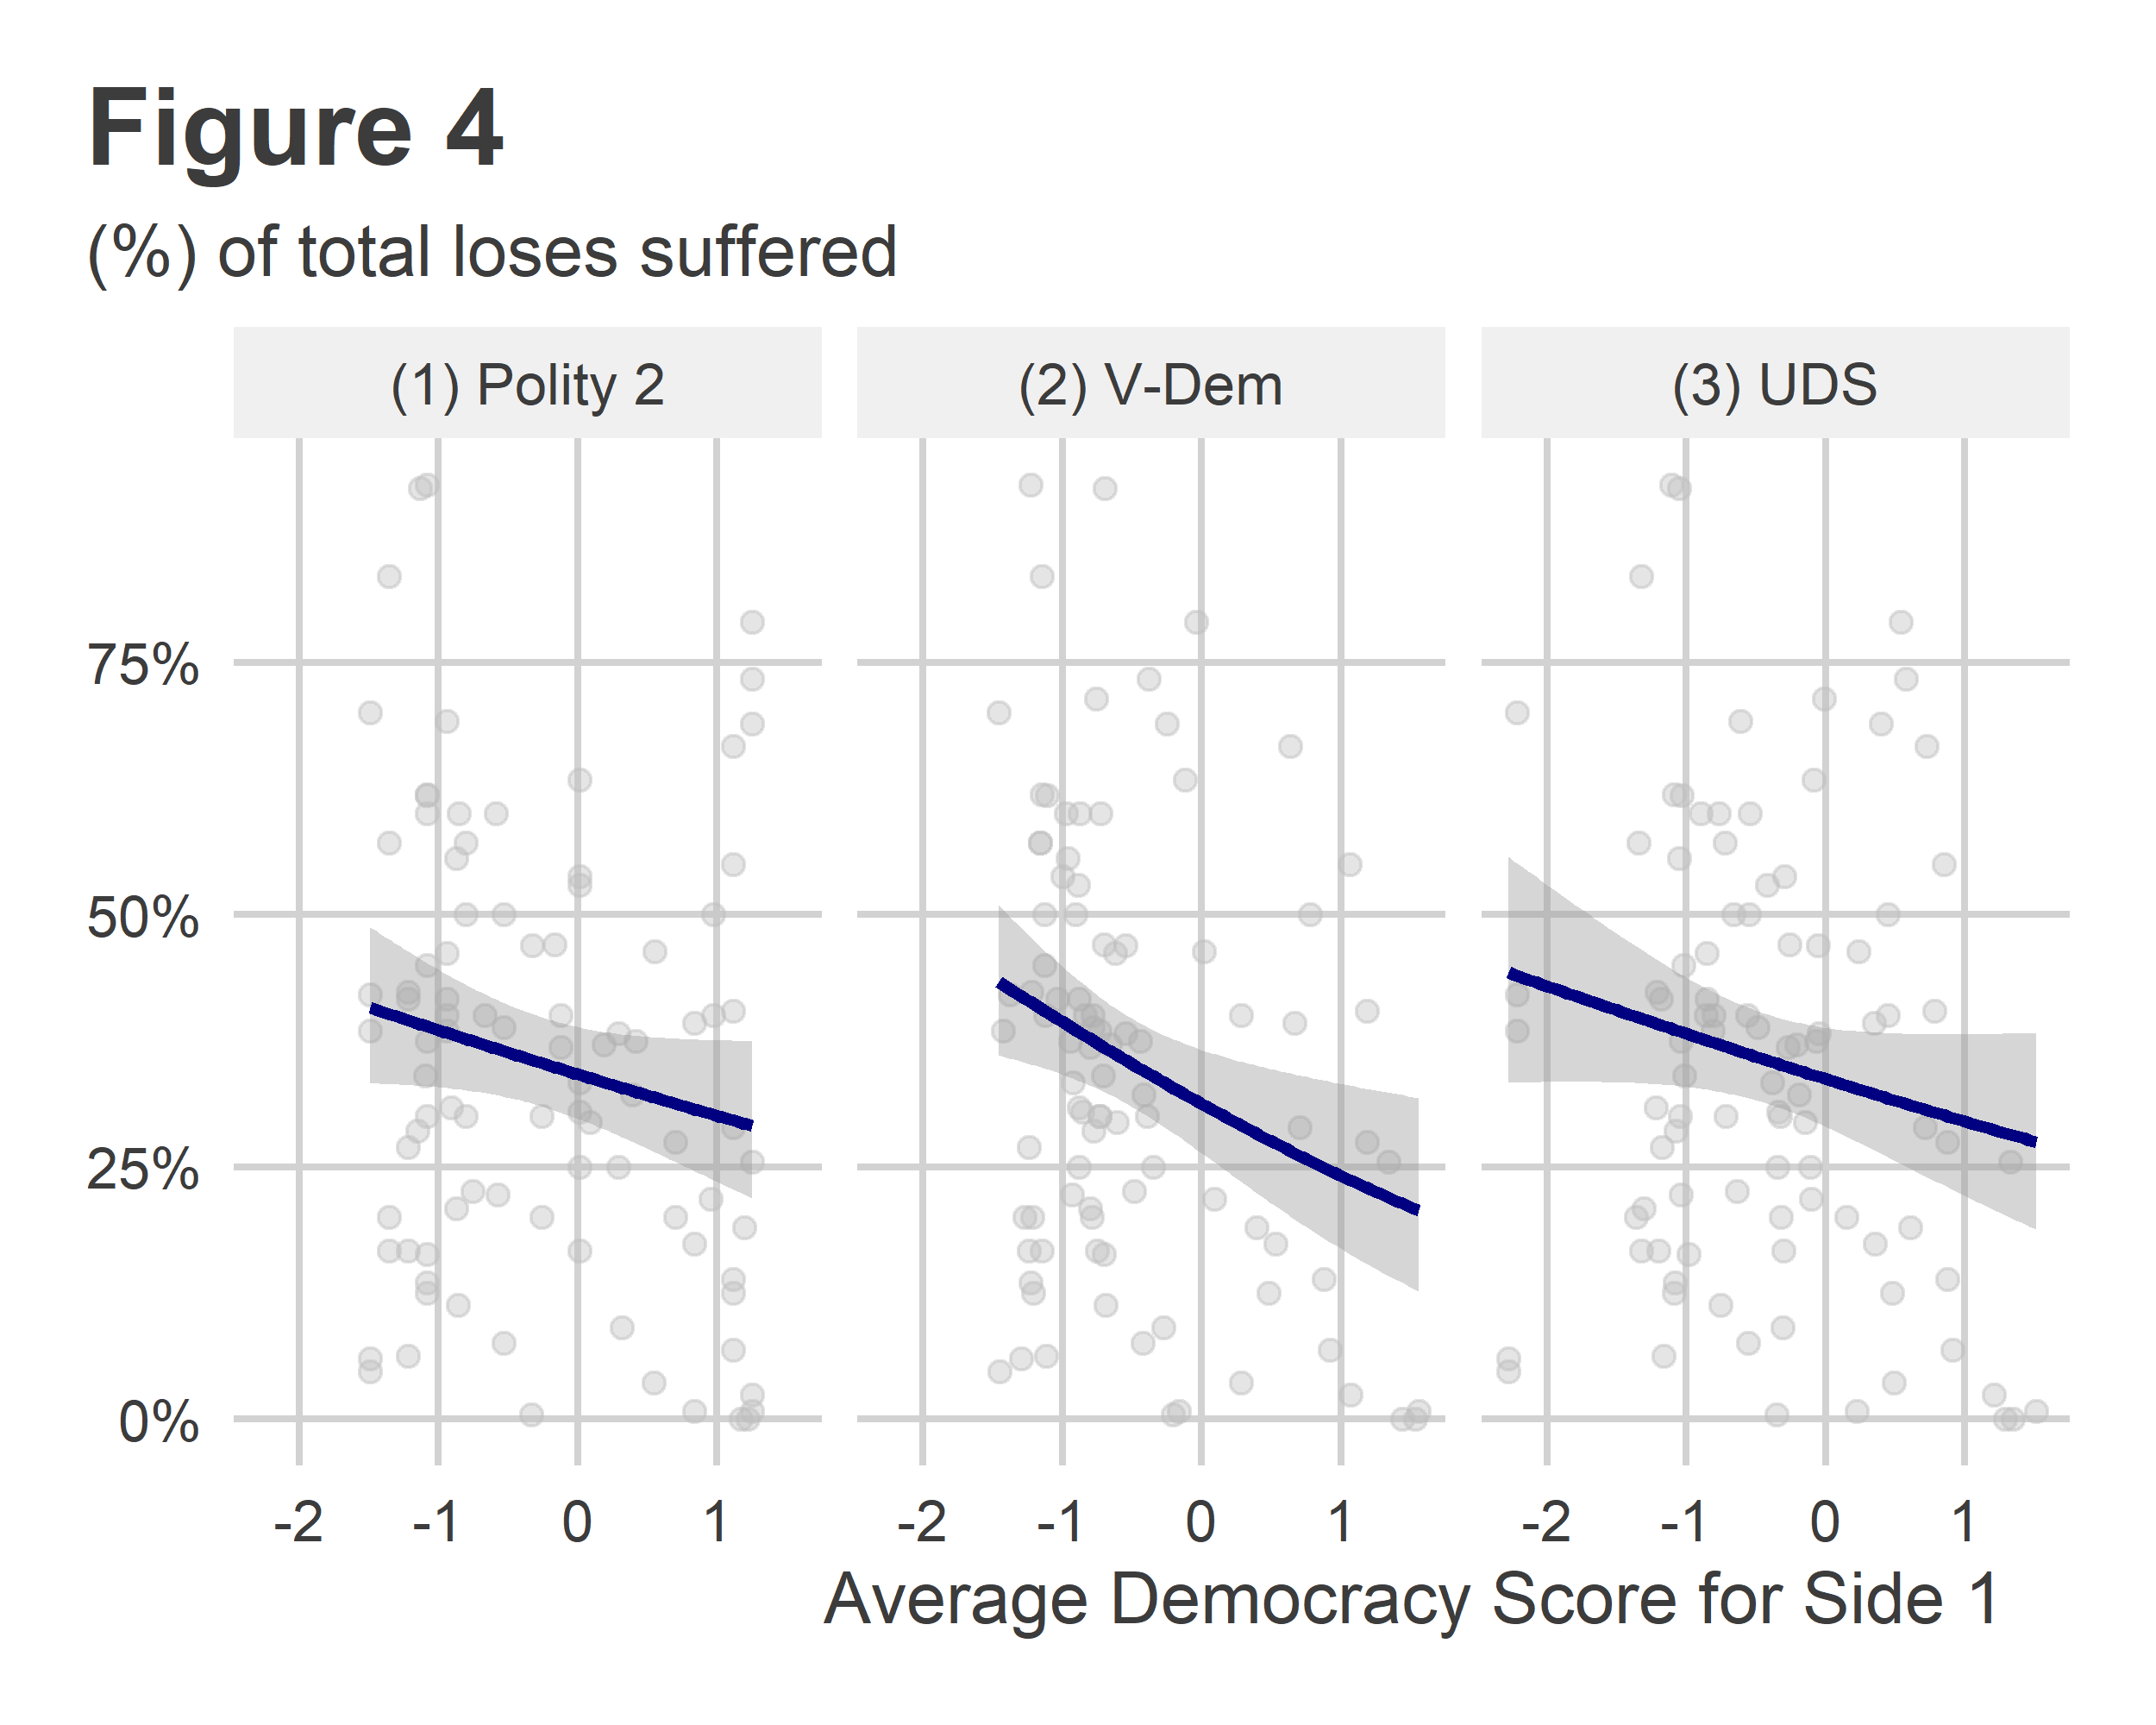 Figure 4
(%) of total loses suffered
(1) Polity 2
(2) V-Dem
(3) UDS
75%
50%
25%
0%
-2 -1 0 1
-2 -1 0 1
-2 -1 0 1
Average Democracy Score for Side 1